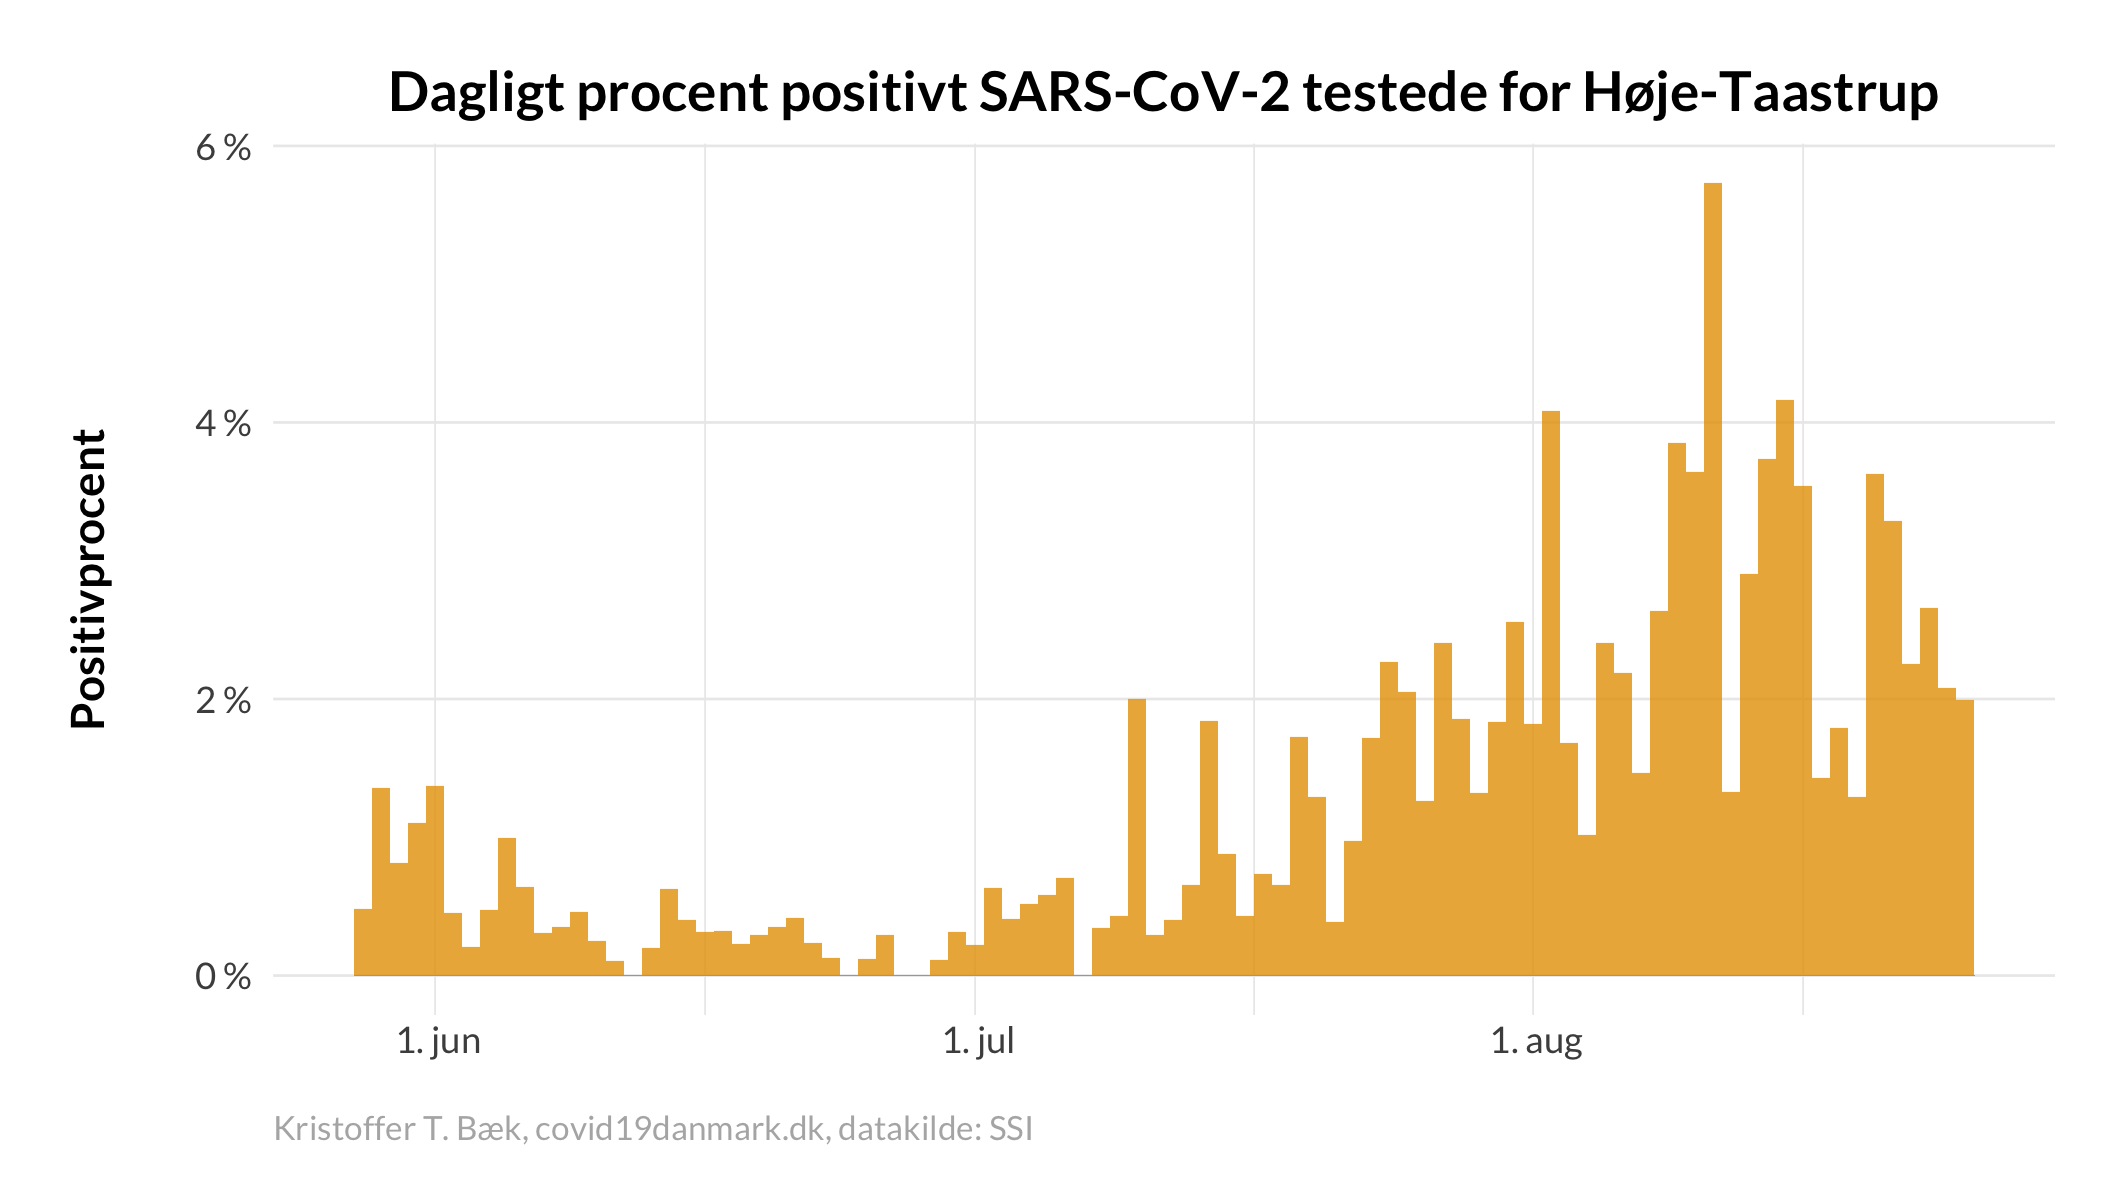 Dagligt procent positivt SARS-CoV-2 testede for Høje-Taastrup
Positivprocent
6 %
4 %
2 %
0 %
1. jun
1. jul
1. aug
Kristoffer T. Bæk, covid19danmark.dk, datakilde: SSI